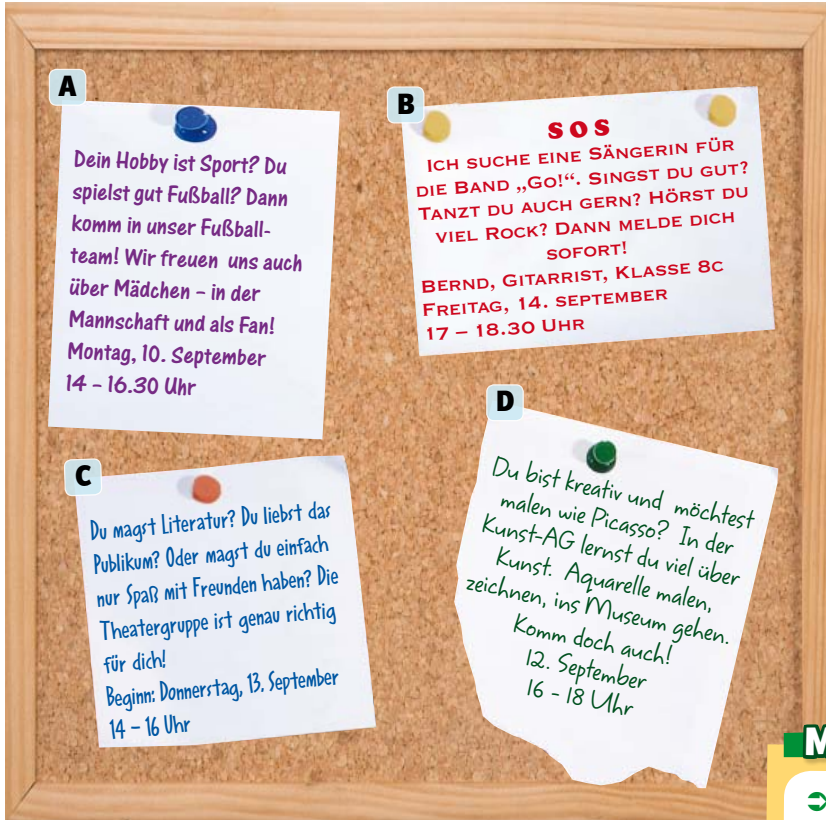 A
Dein Hobby ist Sport? Du
spielst gut Fußball? Dann
komm in unser Fußball-
team! Wir freuen uns auch
über Mädchen – in der
Mannschaft und als Fan!
Montag, 10. September
14 – 16.30 Uhr
B
SOS
ICH SUCHE EINE SÄNGERIN FÜR
DIE BAND „GO!“. SINGST DU GUT?
TANZT DU AUCH GERN? HÖRST DU
VIEL ROCK? DANN MELDE DICH
SOFORT!
BERND, GITARRIST, KLASSE 8C
FREITAG, 14. SEPTEMBER
17 – 18.30 UHR
C
Du magst Literatur? Du liebst das
Publikum? Oder magst du einfach
nur Spaß mit Freunden haben? Die
Theatergruppe ist genau richtig
für dich!
Beginn: Donnerstag, 13. September
14 – 16 Uhr
D
Du bist kreativ und möchtest
malen wie Picasso? In der
Kunst-AG lernst du viel über
Kunst. Aquarelle malen,
zeichnen, ins Museum gehen.
Komm doch auch!
12. September
16 – 18 Uhr
M